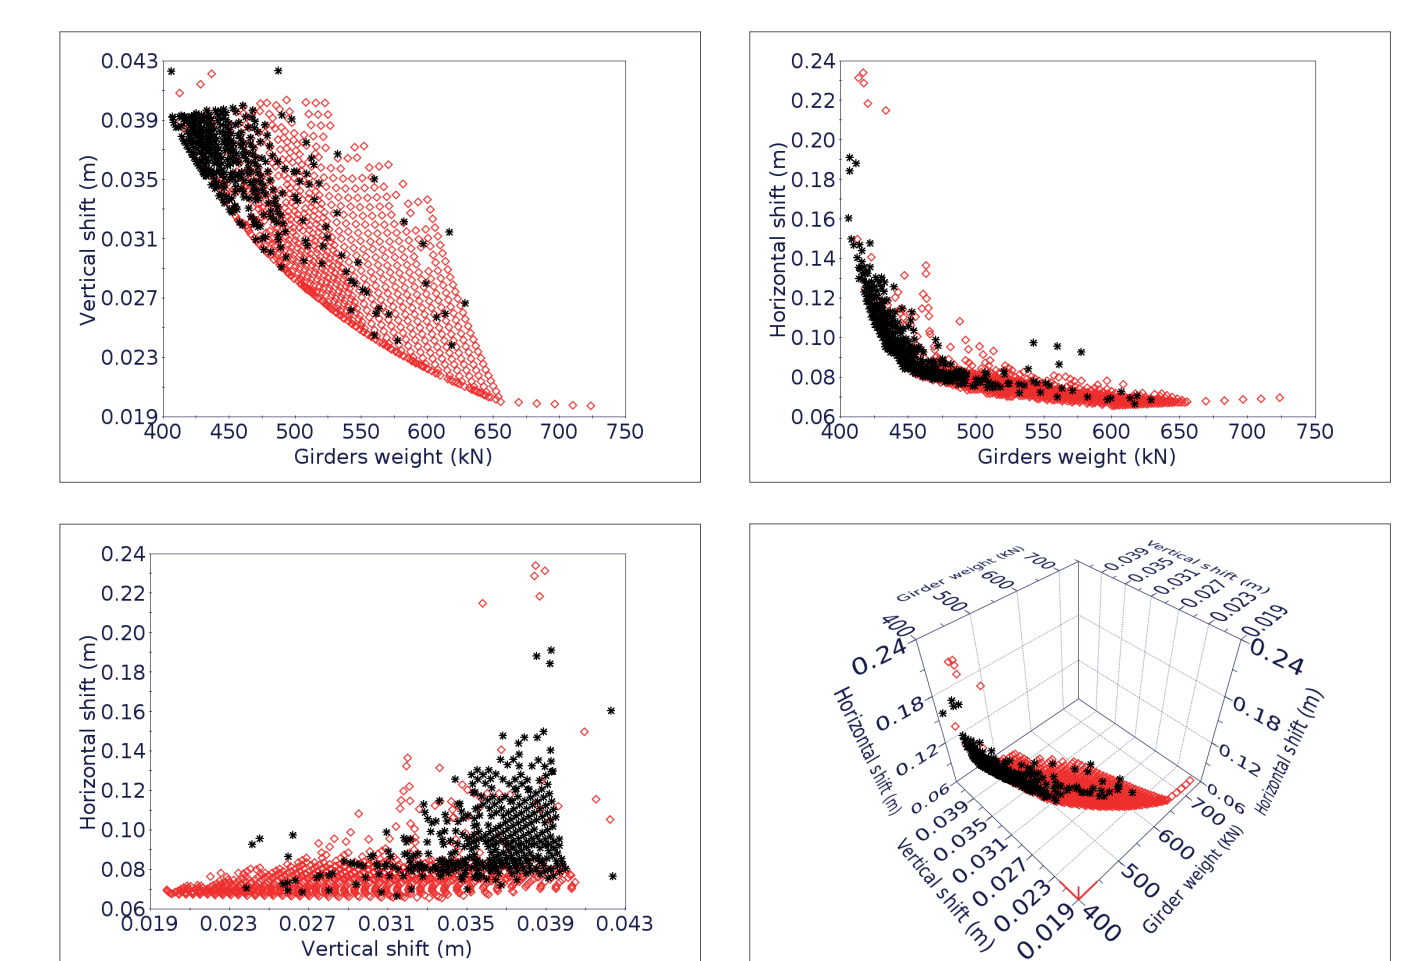 0.043
0.039
0.035
0.031
0.027
0.023
0.019
Vertical shift (m)
400 450 500 550 600 650 700 750
Girders weight (kN)
0.24
0.22
0.20
0.18
0.16
0.14
0.12
0.10
0.08
0.06
Horizontal shift (m)
400 450 500 550 600 650 700 750
Girders weight (kN)
0.24
0.22
0.20
0.18
0.16
0.14
0.12
0.10
0.08
0.06
Horizontal shift (m)
0.019 0.023 0.027 0.031 0.035 0.039 0.043
Vertical shift (m)
Girder weight (KN)
400 500 600 700
Vertical shift (m)
0.039 0.035 0.031 0.027 0.023 0.019
0.24
0.18
0.12
0.06
Horizontal shift (m)
0.24
0.18
0.12
0.06
Horizontal shift (m)
0.039
0.035
0.031
0.027
0.023
0.019
Vertical shift (m)
700
600
500
400
Girder weight (KN)